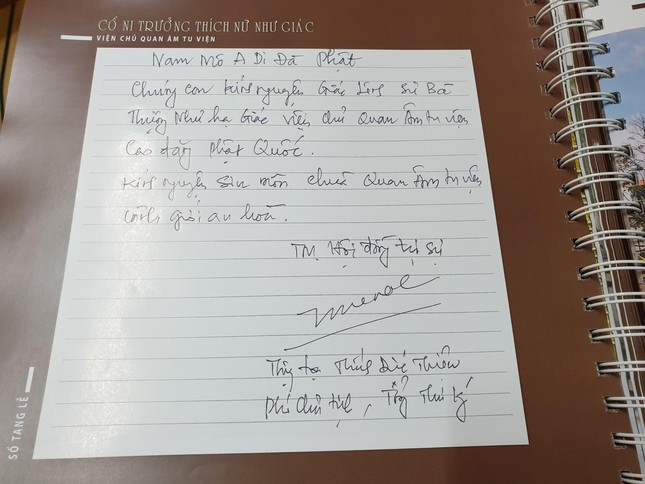 CỐ NI TRƯỞNG THÍCH NỮ NHƯ GIÁC
VIỆN CHỦ QUAN ÂM TU VIỆN
Nam Mô A Di Đà Phật
Chúng con kính nguyện Giác Linh Sư Bà
Thượng Như hạ Giác viện chủ Quan Âm tu viện
Cao đăng Phật Quốc.
Kính nguyện Sơn môn chùa Quan Âm tu viện
cảnh giới an hoà.
TM. Hội đồng trị sự
Thượng tọa Thích Đức Thiện
Phó chủ tịch, Tổng Thư ký
SỔ TANG LỄ